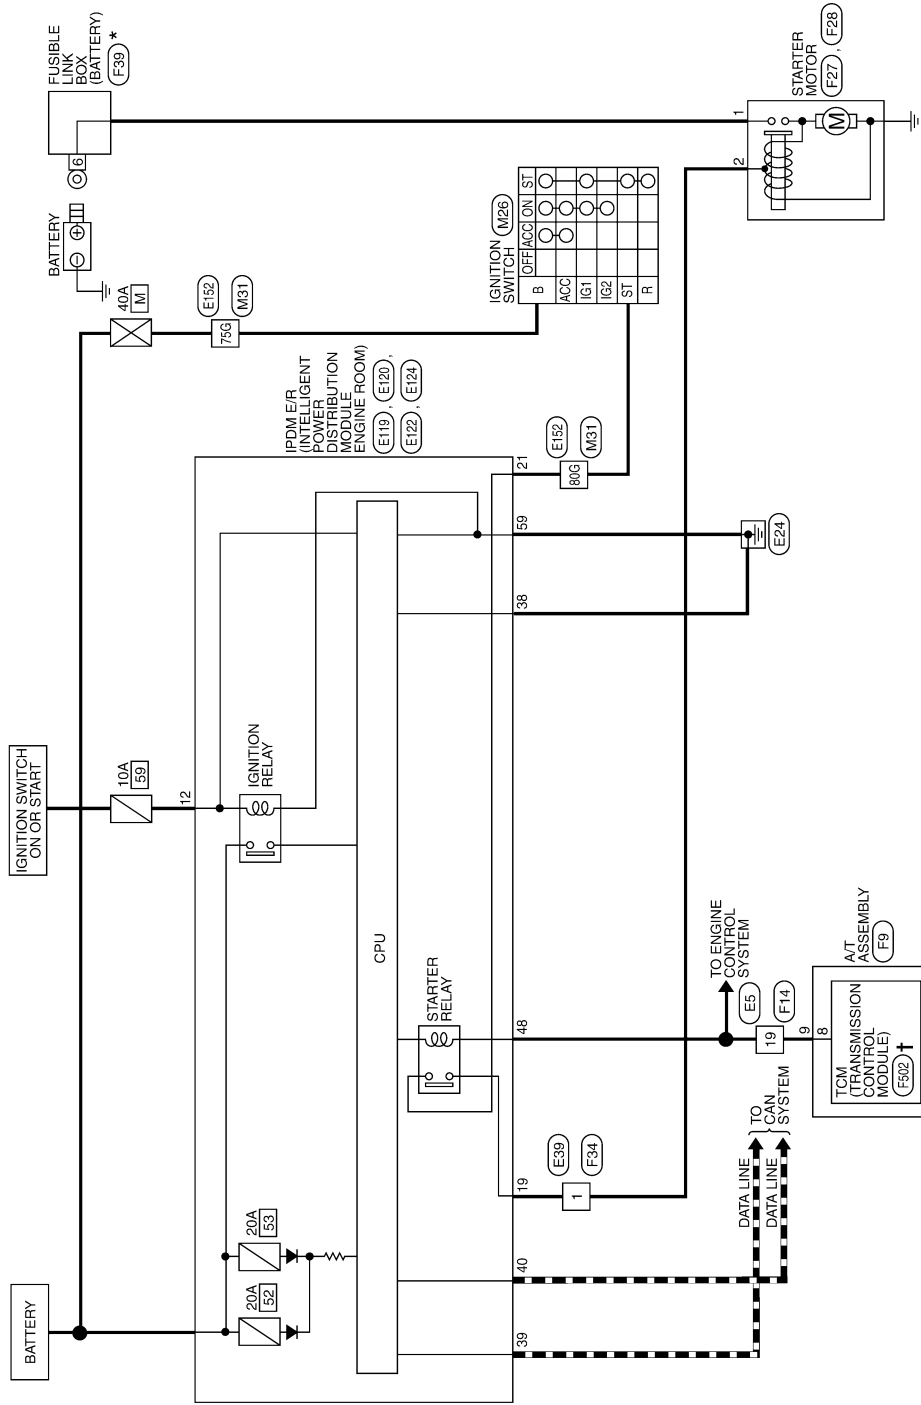 BATTERY
IGNITION SWITCH
ON OR START
10A
59
12
40A
M
E152
75G
M31
BATTERY
FUSIBLE
LINK
BOX
(BATTERY) *
F39
6
IGNITION
SWITCH
M26
OFF ACC ON ST
B
ACC
IG1
IG2
ST
R
IPDM E/R
(INTELLIGENT
POWER
DISTRIBUTION
MODULE
ENGINE ROOM)
E119 , E120 ,
E122 , E124
20A
52
20A
53
IGNITION
RELAY
CPU
STARTER
RELAY
39
40
19
48
38
59
21
E152
80G
M31
E39
1
F34
E24
DATA LINE
DATA LINE
TO
CAN
SYSTEM
TO ENGINE
CONTROL
SYSTEM
E5
19
F14
9
8
A/T
ASSEMBLY
F9
TCM
(TRANSMISSION
CONTROL
MODULE)
F502 †
2
1
M
STARTER
MOTOR
F27 , F28